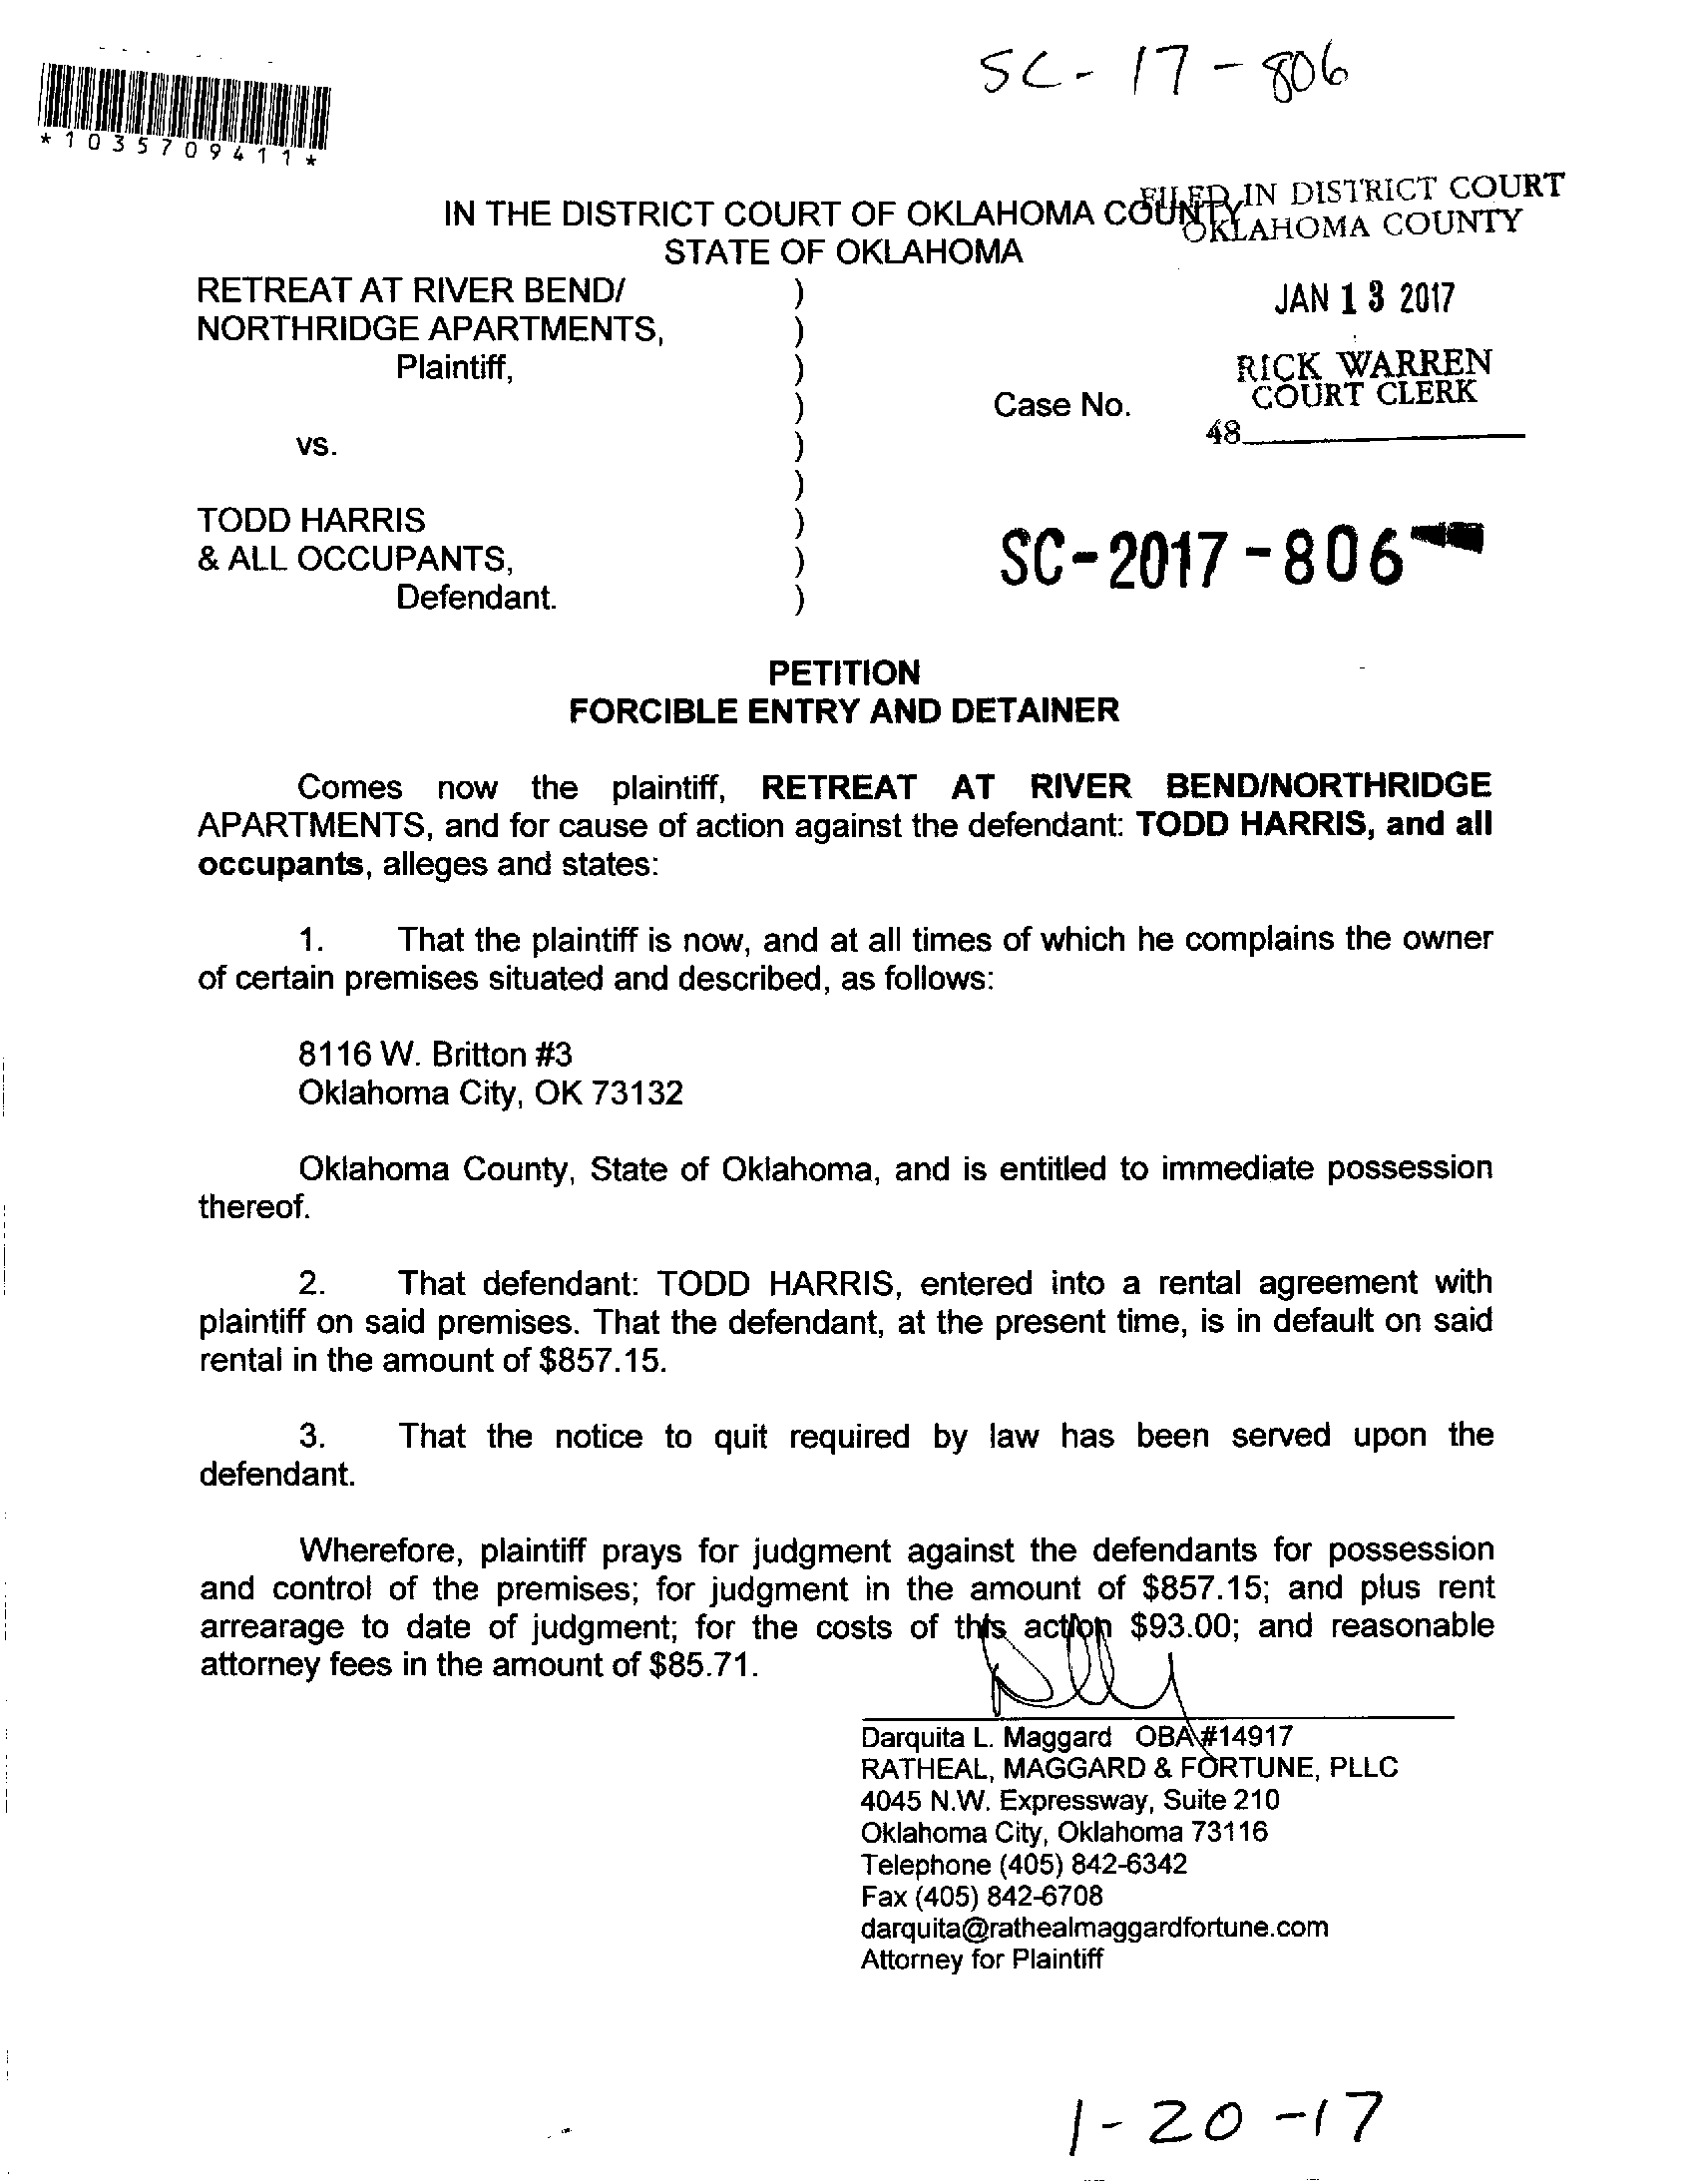 SC-17-806
*1035709411*
FILED IN DISTRICT COURT
OKLAHOMA COUNTY
IN THE DISTRICT COURT OF OKLAHOMA COUNTY
STATE OF OKLAHOMA
RETREAT AT RIVER BEND/ )
NORTHRIDGE APARTMENTS, )
Plaintiff, )
JAN 13 2017
RICK WARREN
COURT CLERK
) Case No.
48
vs. )
)
TODD HARRIS )
& ALL OCCUPANTS, )
Defendant. )
SC-2017-806
PETITION
FORCIBLE ENTRY AND DETAINER
Comes now the plaintiff, RETREAT AT RIVER BEND/NORTHRIDGE
APARTMENTS, and for cause of action against the defendant: TODD HARRIS, and all
occupants, alleges and states:
1. That the plaintiff is now, and at all times of which he complains the owner
of certain premises situated and described, as follows:
8116 W. Britton #3
Oklahoma City, OK 73132
Oklahoma County, State of Oklahoma, and is entitled to immediate possession
thereof.
2. That defendant: TODD HARRIS, entered into a rental agreement with
plaintiff on said premises. That the defendant, at the present time, is in default on said
rental in the amount of $857.15.
3. That the notice to quit required by law has been served upon the
defendant.
Wherefore, plaintiff prays for judgment against the defendants for possession
and control of the premises; for judgment in the amount of $857.15; and plus rent
arrearage to date of judgment; for the costs of this action $93.00; and reasonable
attorney fees in the amount of $85.71.
Darquita L. Maggard OBA #14917
RATHEAL, MAGGARD & FORTUNE, PLLC
4045 N.W. Expressway, Suite 210
Oklahoma City, Oklahoma 73116
Telephone (405) 842-6342
Fax (405) 842-6708
darquita@rathealmaggardfortune.com
Attorney for Plaintiff
1-20-17